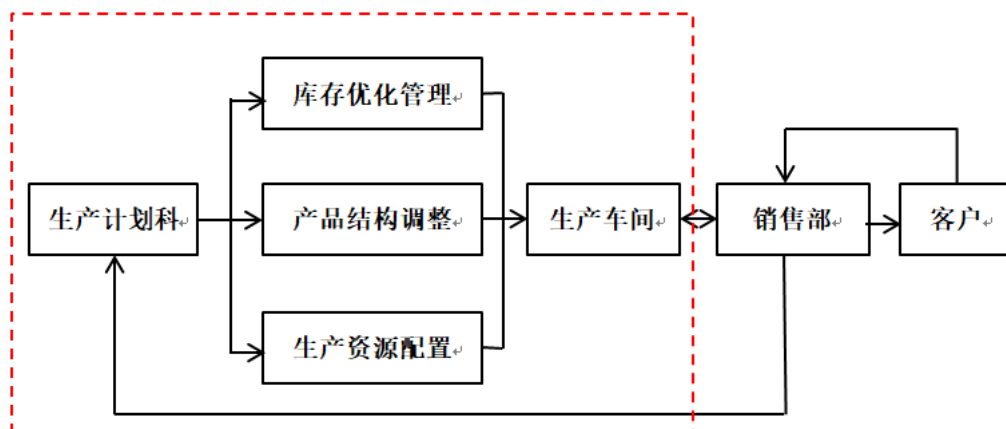 库存优化管理
生产计划科
产品结构调整
生产车间
销售部
客户
生产资源配置